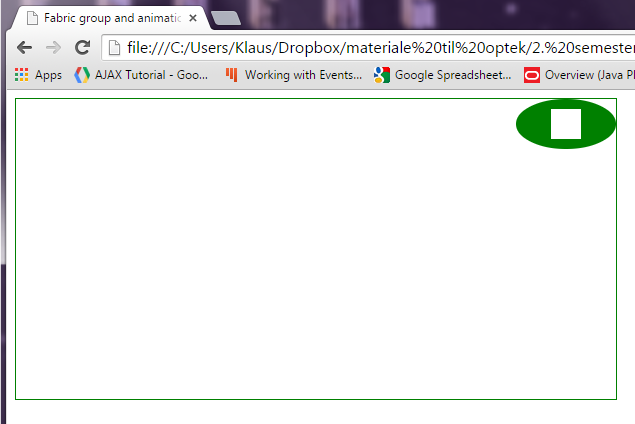 Fabric group and animatic
file:///C:/Users/Klaus/Dropbox/materiale%20til%20optek/2.%20semester
Apps AJAX Tutorial - Goo... Working with Events... Google Spreadsheet... Overview (Java Pl